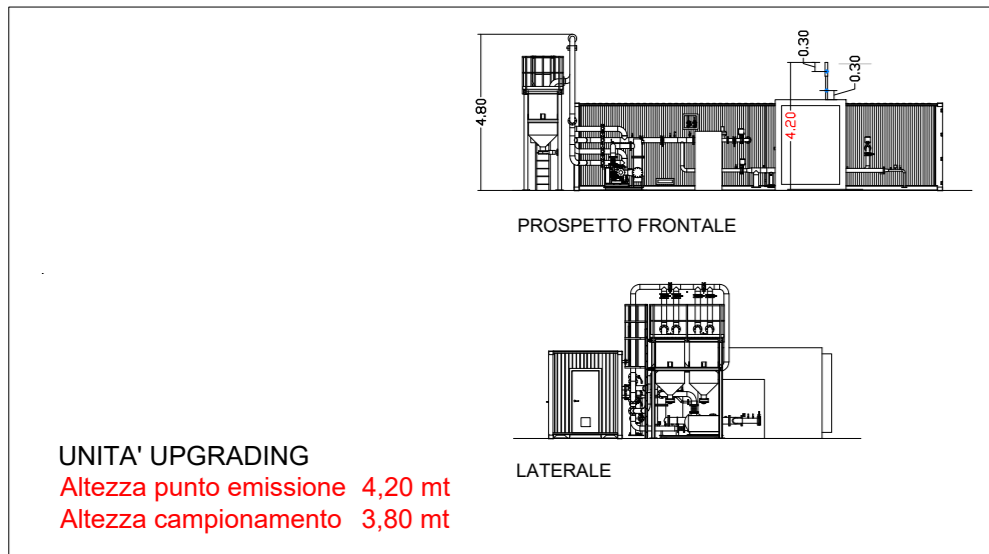 0.30
0.30
4.80
4.20
PROSPETTO FRONTALE
LATERALE
UNITA' UPGRADING
Altezza punto emissione 4,20 mt
Altezza campionamento 3,80 mt